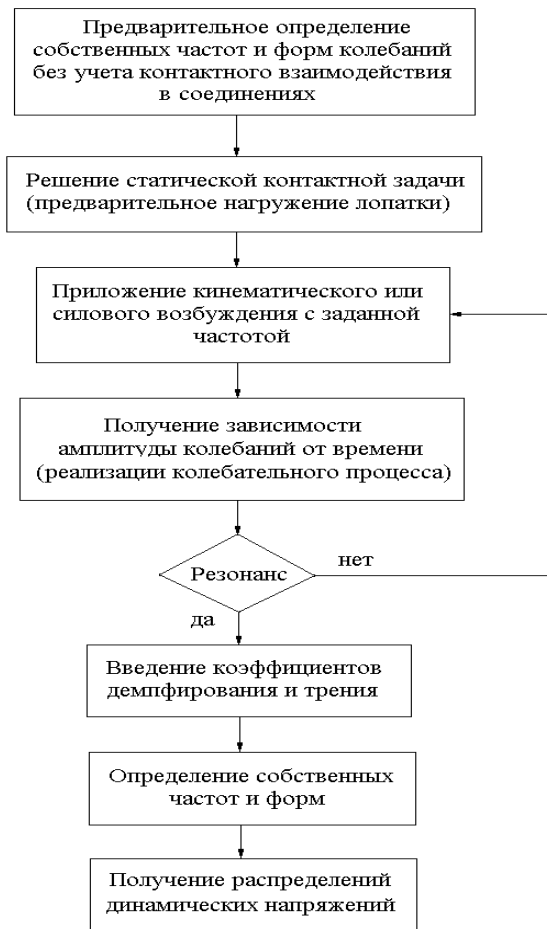 Предварительное определение
собственных частот и форм колебаний
без учета контактного взаимодействия
в соединениях
Решение статической контактной задачи
(предварительное нагружение лопатки)
Приложение кинематического или
силового возбуждения с заданной
частотой
Получение зависимости
амплитуды колебаний от времени
(реализации колебательного процесса)
Резонанс
нет
да
Введение коэффициентов
демпфирования и трения
Определение собственных
частот и форм
Получение распределений
динамических напряжений